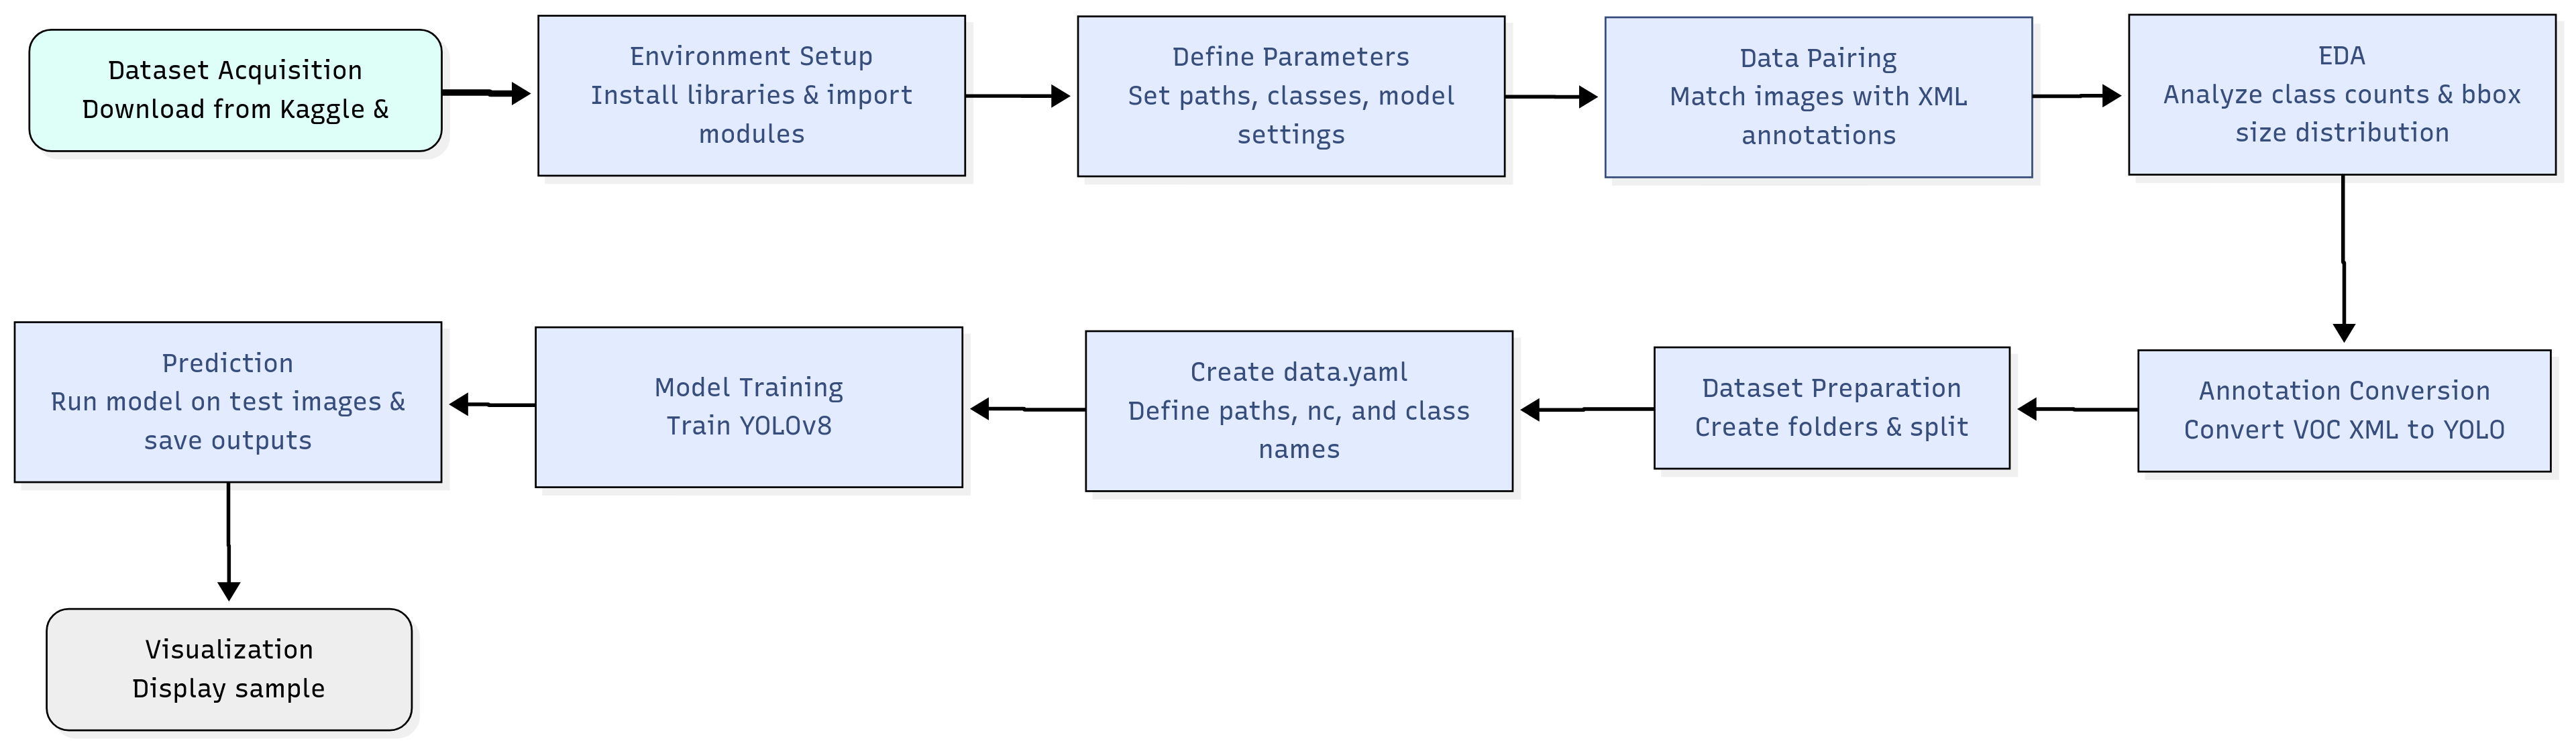 Dataset Acquisition
Download from Kaggle &
Environment Setup
Install libraries & import
modules
Define Parameters
Set paths, classes, model
settings
Data Pairing
Match images with XML
annotations
EDA
Analyze class counts & bbox
size distribution
Annotation Conversion
Convert VOC XML to YOLO
Dataset Preparation
Create folders & split
Create data.yaml
Define paths, nc, and class
names
Model Training
Train YOLOv8
Prediction
Run model on test images &
save outputs
Visualization
Display sample